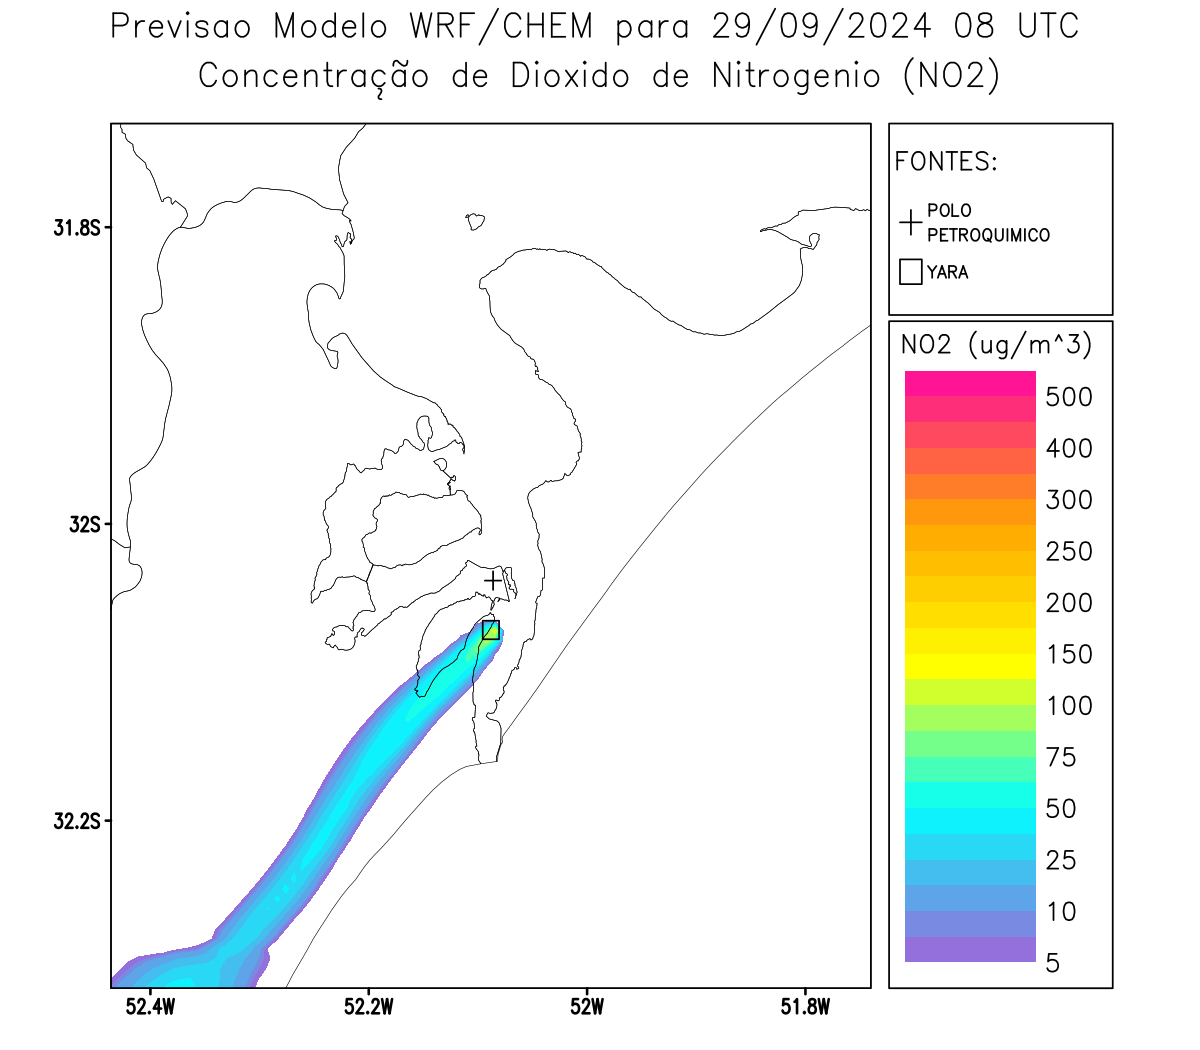 Previsao Modelo WRF/CHEM para 29/09/2024 08 UTC
Concentração de Dioxido de Nitrogenio (NO2)
FONTES:
POLO
PETROQUIMICO
YARA
NO2 (ug/m^3)
500
400
300
250
200
150
100
75
50
25
10
5
31.8S
32S
32.2S
52.4W
52.2W
52W
51.8W